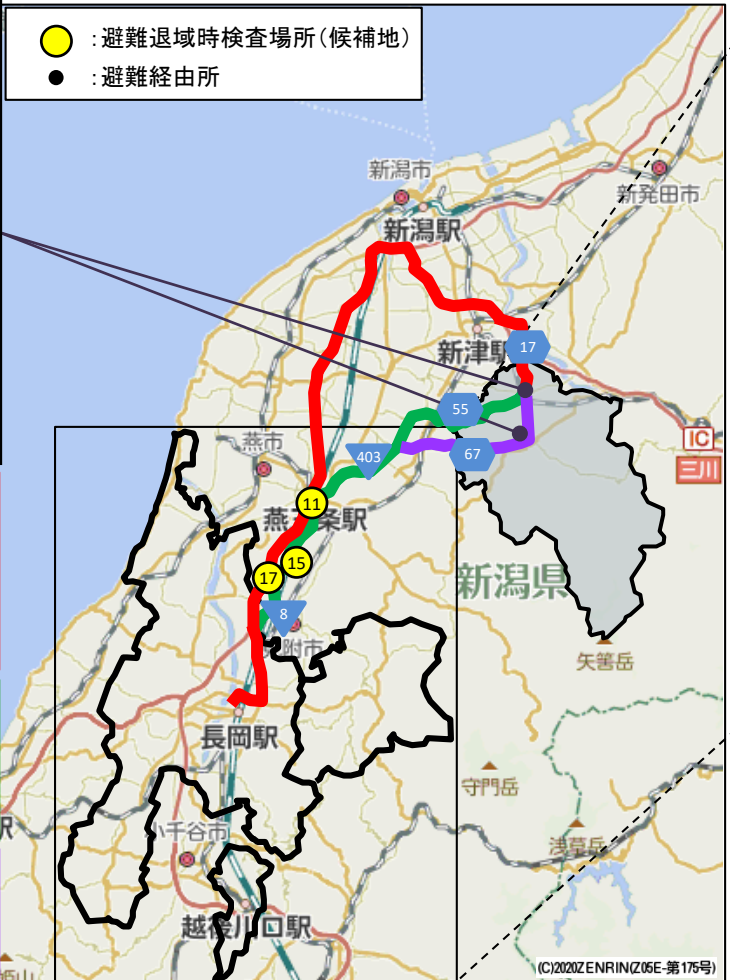 ：避難退域時検査場所（候補地）
：避難経由所
新潟市
新発田市
新潟駅
新津駅
17
55
IC
燕市
403
67
三川
11
燕三条駅
15
17
新潟県
8
見附市
矢筈岳
長岡駅
守門岳
駅
小千谷市
浅草岳
越後川口駅
(C)2020ZENRIN(Z05E-第175号)